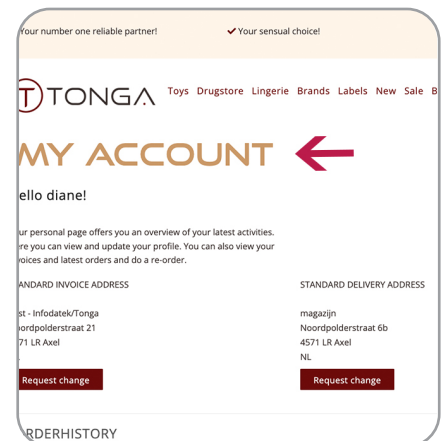 Your number one reliable partner!
Your sensual choice!
TONGA
Toys Drugstore Lingerie Brands Labels New Sale B
MY ACCOUNT
ello diane!
ur personal page offers you an overview of your latest activities.
re you can view and update your profile. You can also view your
oices and latest orders and do a re-order.
ANDARD INVOICE ADDRESS
STANDARD DELIVERY ADDRESS
st - Infodatek/Tonga
magazijn
ordpolderstraat 21
Noordpolderstraat 6b
71 LR Axel
4571 LR Axel
NL
Request change
Request change
RDERHISTORY